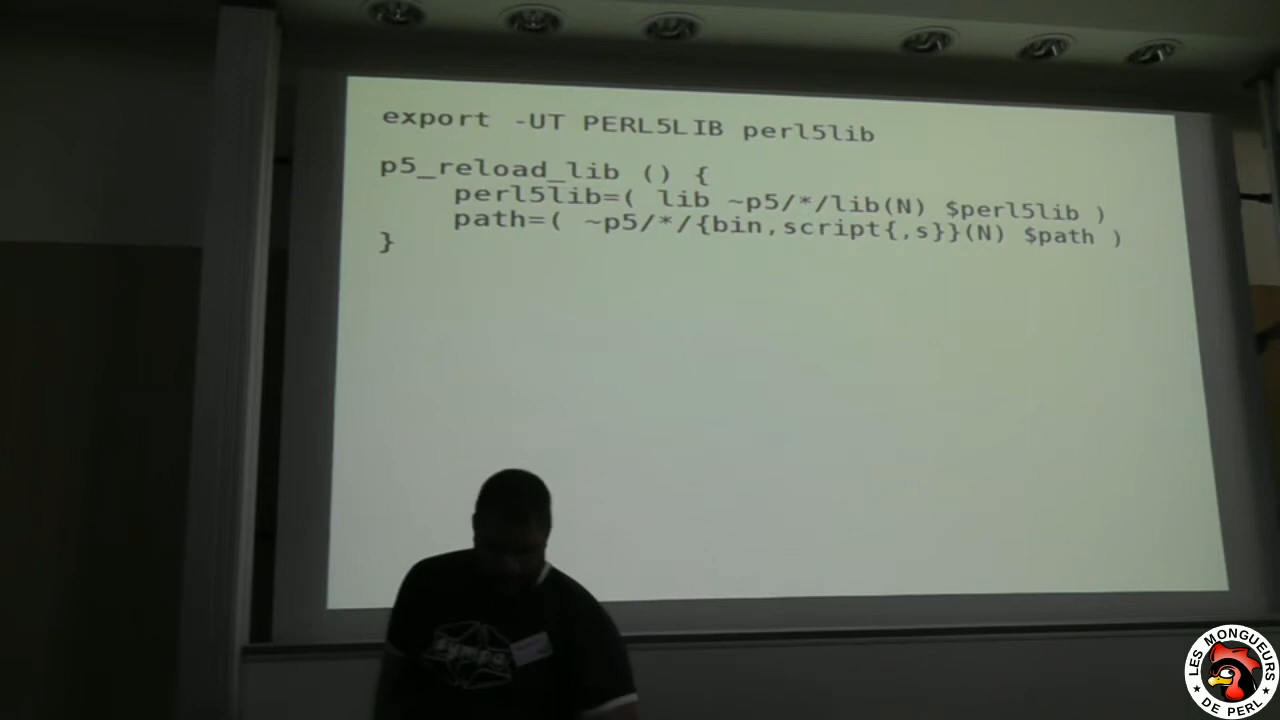 export -UT PERL5LIB perl5lib
p5_reload_lib () {
perl5lib=( lib ~p5/*/lib(N) $perl5lib )
path=( ~p5/*/{bin,script{,s}}(N) $path )
}
sympa
LES MONGUEURS
DE PERL